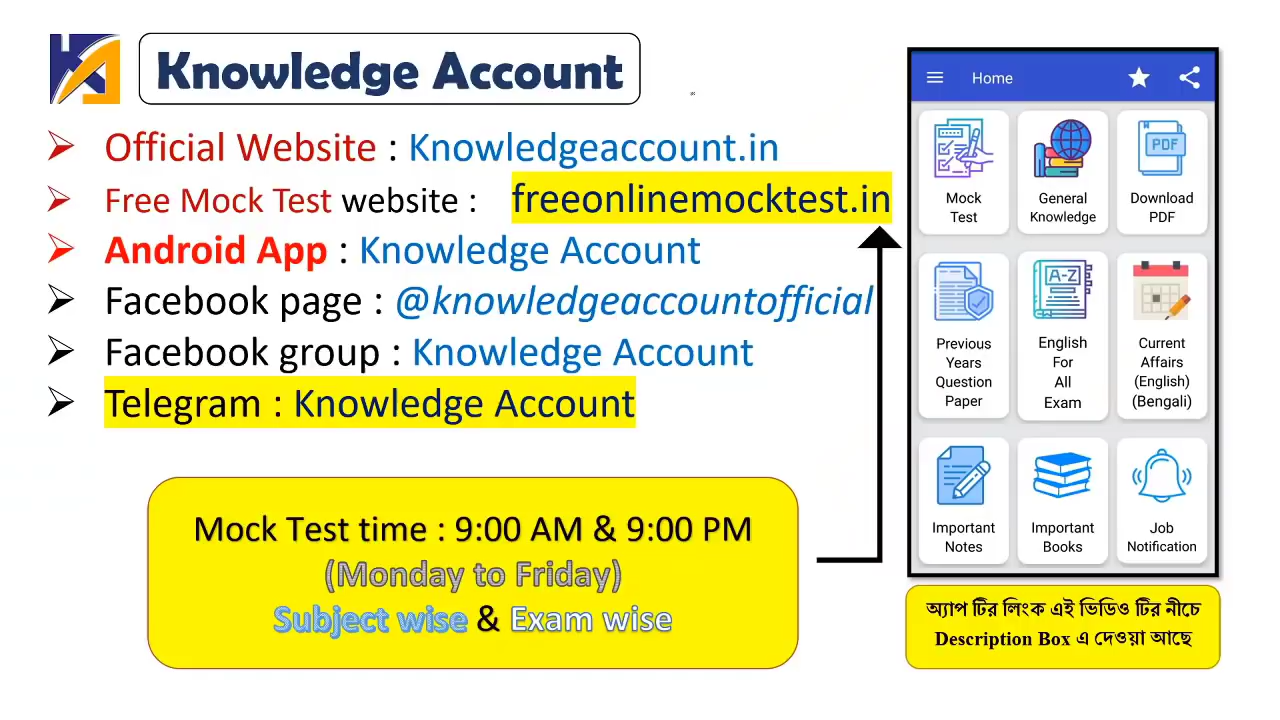 Knowledge Account
Official Website : Knowledgeaccount.in
Free Mock Test website : freeonlinemocktest.in
Android App : Knowledge Account
Facebook page : @knowledgeaccountofficial
Facebook group : Knowledge Account
Telegram : Knowledge Account
Mock Test time : 9:00 AM & 9:00 PM
(Monday to Friday)
Subject wise & Exam wise
Home
Mock
Test
General
Knowledge
PDF
Download
PDF
Previous
Years
Question
Paper
A-Z
English
For
All
Exam
Current
Affairs
(English)
(Bengali)
Important
Notes
Important
Books
Job
Notification
অ্যাপ টির লিংক এই ভিডিও টির নীচে
Description Box এ দেওয়া আছে